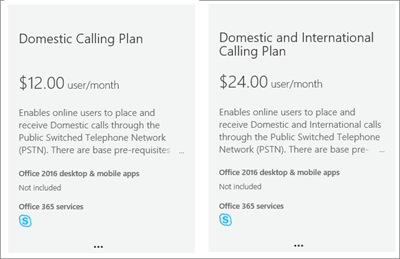 Domestic Calling Plan
$12.00 user/month
Enables online users to place and
receive Domestic calls through the
Public Switched Telephone Network
(PSTN). There are base pre-requisites ...
Office 2016 desktop & mobile apps
Not included
Office 365 services
S
...
Domestic and International
Calling Plan
$24.00 user/month
Enables online users to place and
receive Domestic and International calls
through the Public Switched Telephone
Network (PSTN). There are base pre- ...
Office 2016 desktop & mobile apps
Not included
Office 365 services
S
...